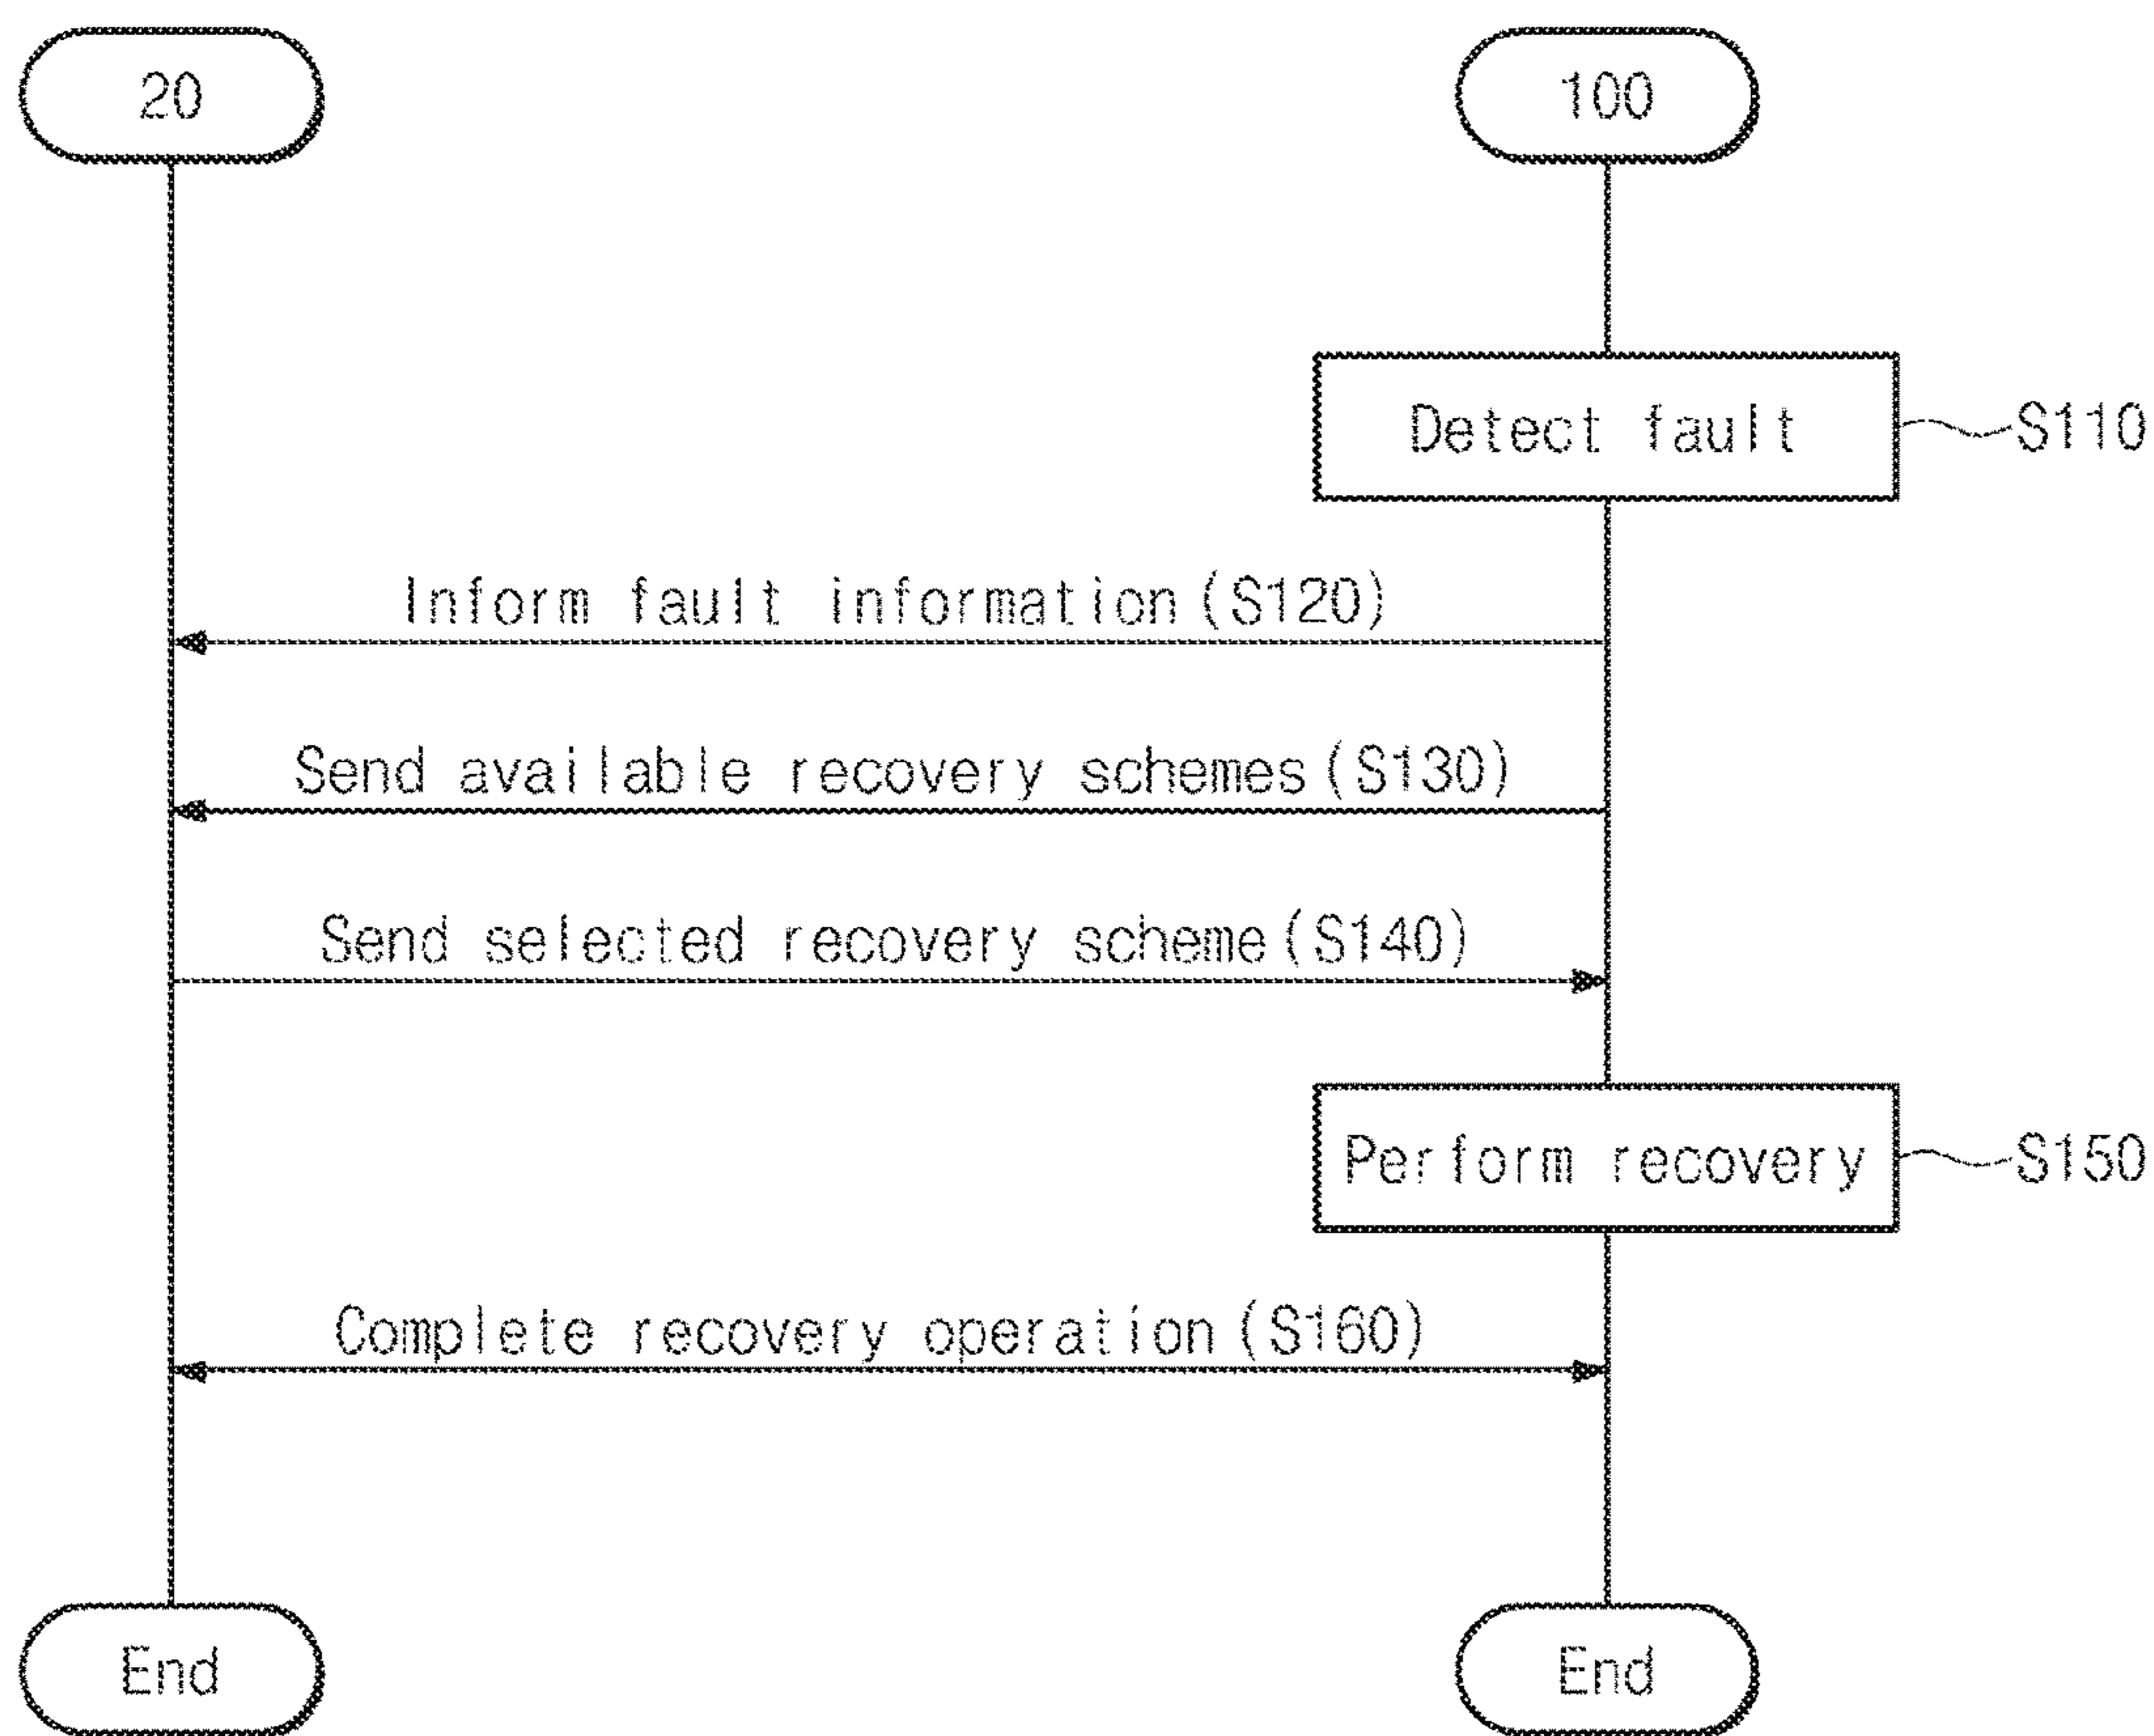 20
100
Detect fault
S110
Inform fault information(S120)
Send available recovery schemes(S130)
Send selected recovery scheme(S140)
Perform recovery
S150
Complete recovery operation(S160)
End
End